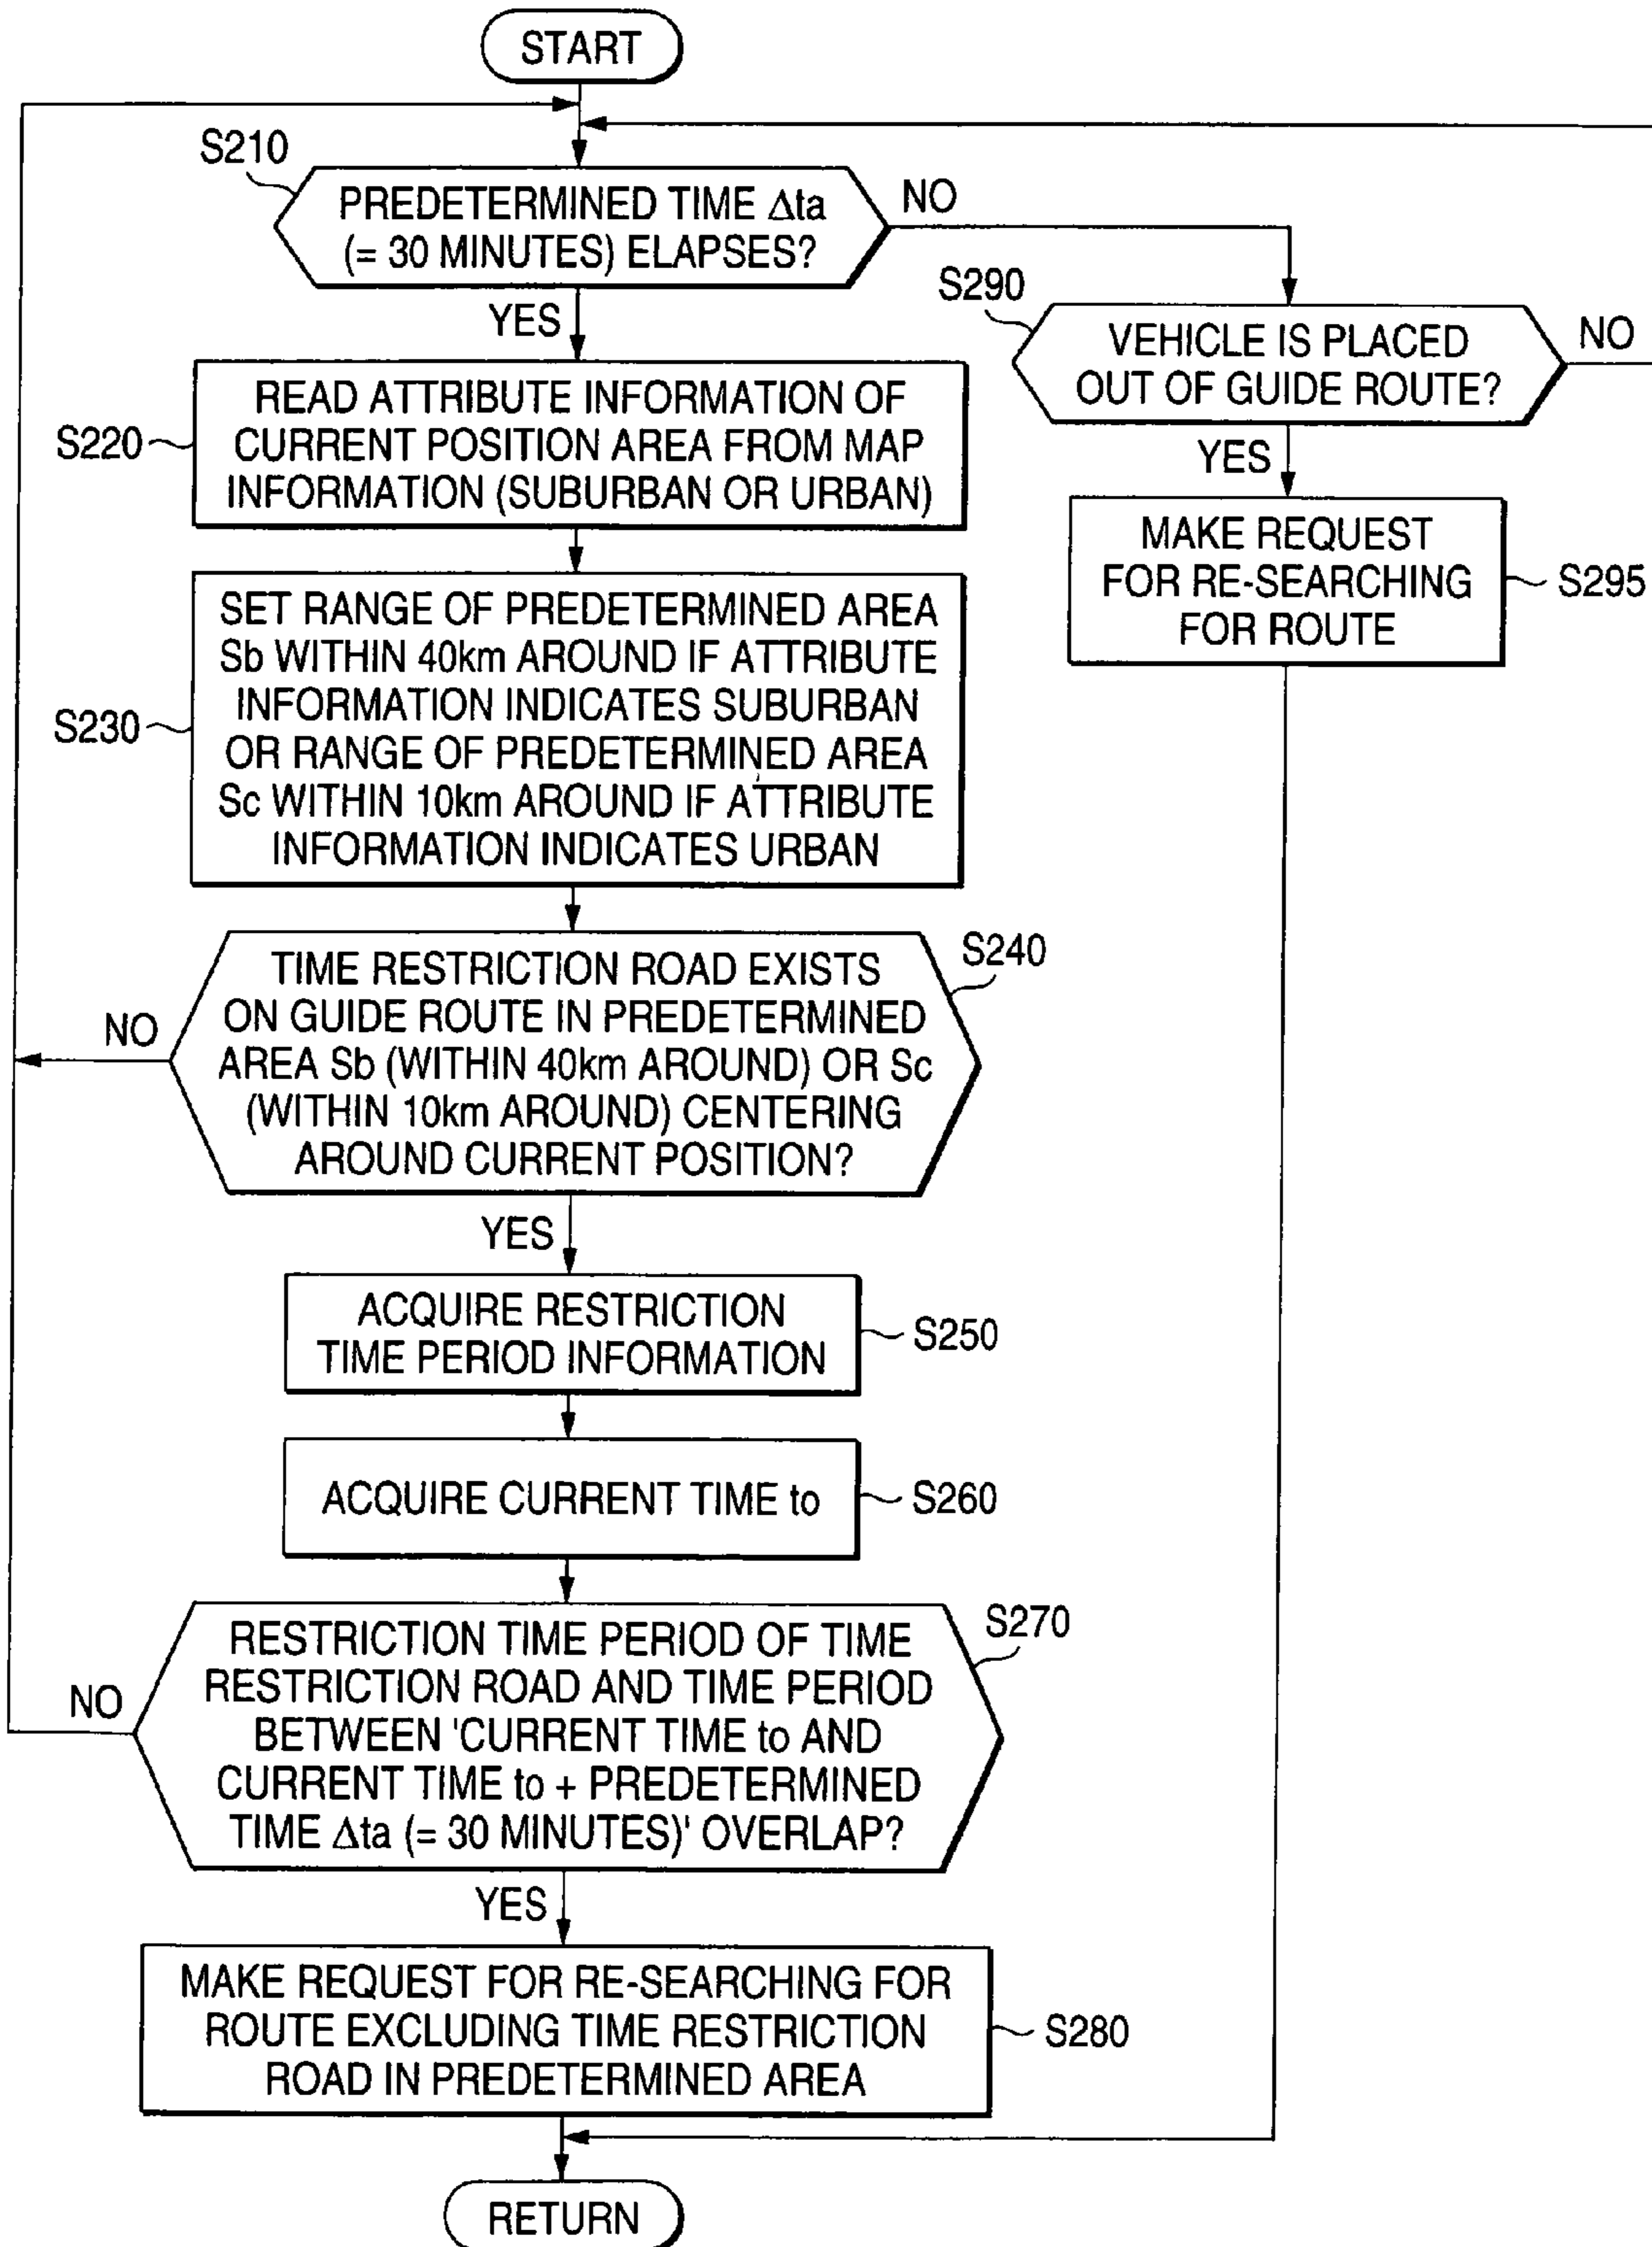 START
S210
PREDETERMINED TIME Δta
(= 30 MINUTES) ELAPSES?
NO
YES
S290
VEHICLE IS PLACED
OUT OF GUIDE ROUTE?
NO
YES
MAKE REQUEST
FOR RE-SEARCHING
FOR ROUTE
S295
S220
READ ATTRIBUTE INFORMATION OF
CURRENT POSITION AREA FROM MAP
INFORMATION (SUBURBAN OR URBAN)
S230
SET RANGE OF PREDETERMINED AREA
Sb WITHIN 40km AROUND IF ATTRIBUTE
INFORMATION INDICATES SUBURBAN
OR RANGE OF PREDETERMINED AREA
Sc WITHIN 10km AROUND IF ATTRIBUTE
INFORMATION INDICATES URBAN
S240
TIME RESTRICTION ROAD EXISTS
ON GUIDE ROUTE IN PREDETERMINED
AREA Sb (WITHIN 40km AROUND) OR Sc
(WITHIN 10km AROUND) CENTERING
AROUND CURRENT POSITION?
NO
YES
ACQUIRE RESTRICTION
TIME PERIOD INFORMATION
S250
ACQUIRE CURRENT TIME to
S260
S270
RESTRICTION TIME PERIOD OF TIME
RESTRICTION ROAD AND TIME PERIOD
BETWEEN 'CURRENT TIME to AND
CURRENT TIME to + PREDETERMINED
TIME Δta (= 30 MINUTES)' OVERLAP?
NO
YES
MAKE REQUEST FOR RE-SEARCHING FOR
ROUTE EXCLUDING TIME RESTRICTION
ROAD IN PREDETERMINED AREA
S280
RETURN